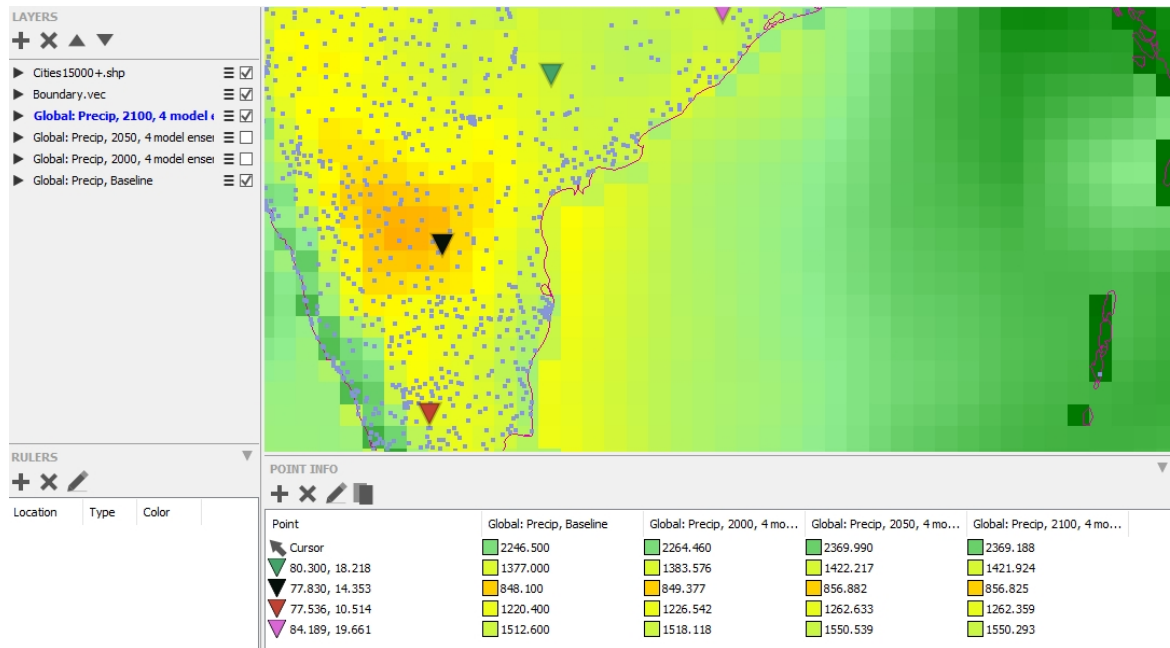 LAYERS
Cities15000+.shp
Boundary.vec
Global: Precip, 2100, 4 model e
Global: Precip, 2050, 4 model enser
Global: Precip, 2000, 4 model enser
Global: Precip, Baseline
RULERS
Location Type Color
POINT INFO
Point Global: Precip, Baseline Global: Precip, 2000, 4 mo... Global: Precip, 2050, 4 mo... Global: Precip, 2100, 4 mo...
Cursor 2246.500 2264.460 2369.990 2369.188
80.300, 18.218 1377.000 1383.576 1422.217 1421.924
77.830, 14.353 848.100 849.377 856.882 856.825
77.536, 10.514 1220.400 1226.542 1262.633 1262.359
84.189, 19.661 1512.600 1518.118 1550.539 1550.293